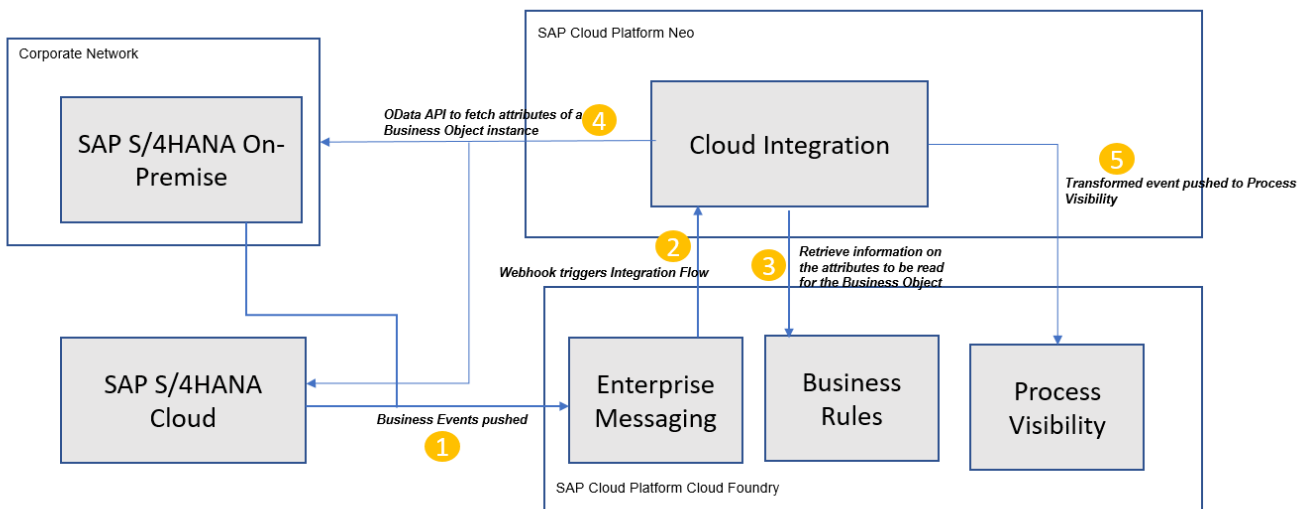 Corporate Network
SAP S/4HANA On-
Premise
SAP Cloud Platform Neo
Cloud Integration
OData API to fetch attributes of a
Business Object instance
4
5
Transformed event pushed to Process
Visibility
2
Webhook triggers Integration Flow
3
Retrieve information on
the attributes to be read
for the Business Object
SAP S/4HANA
Cloud
Business Events pushed
1
Enterprise
Messaging
Business
Rules
Process
Visibility
SAP Cloud Platform Cloud Foundry